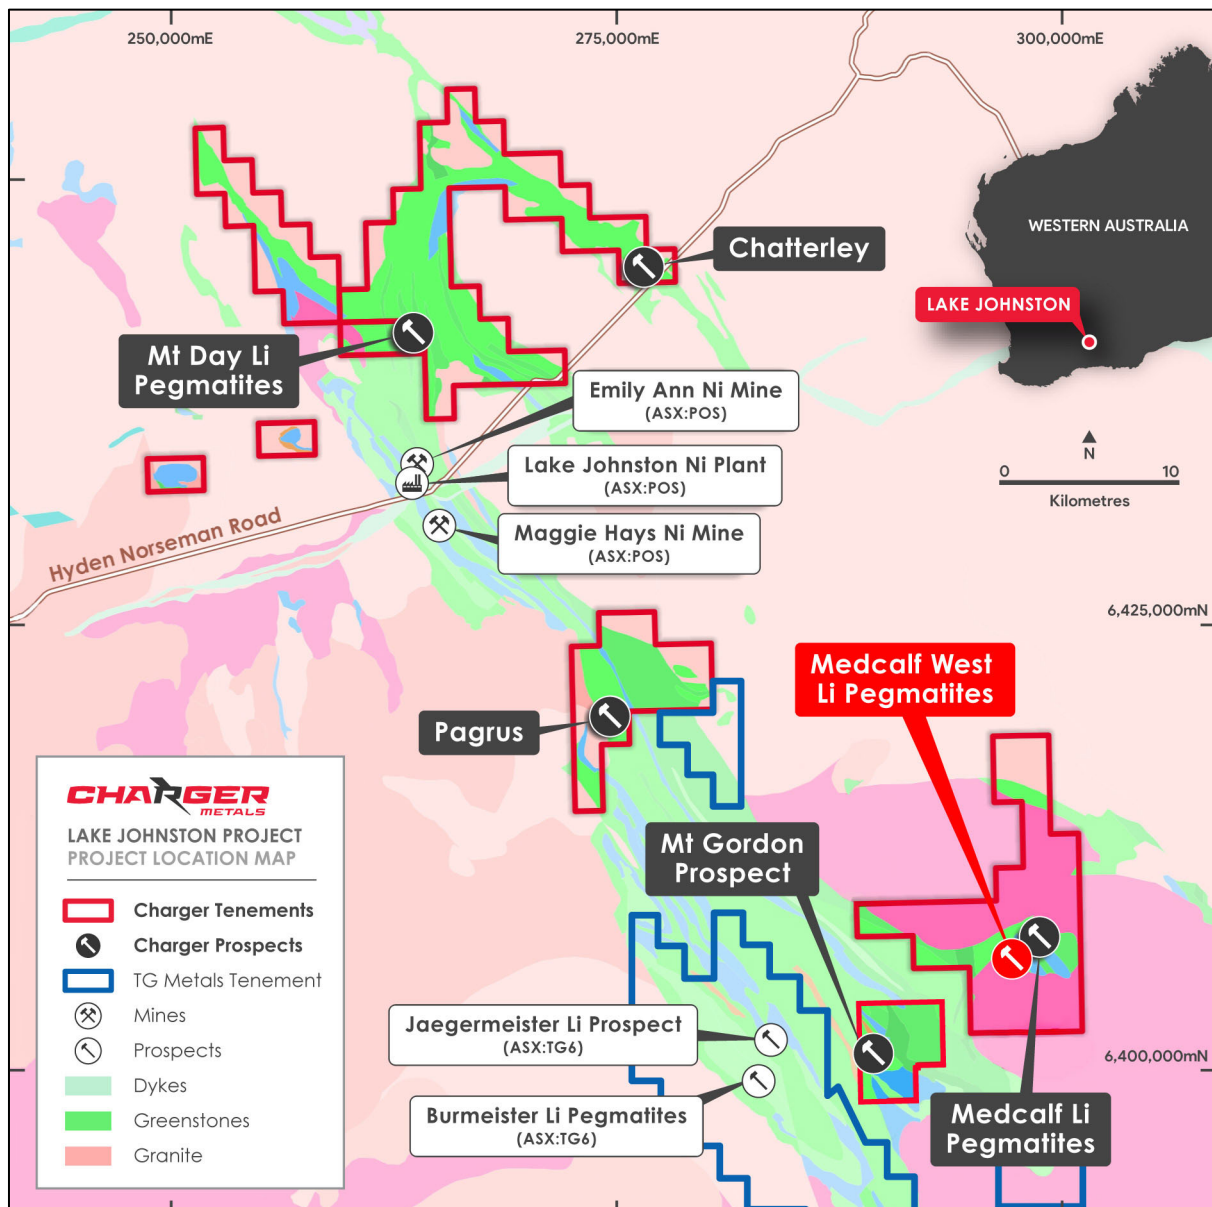 250,000mE
275,000mE
300,000mE
WESTERN AUSTRALIA
Chatterley
LAKE JOHNSTON
Mt Day Li
Pegmatites
Emily Ann Ni Mine
(ASX:POS)
N
Lake Johnston Ni Plant
(ASX:POS)
0
10
Kilometres
Hyden Norseman Road
Maggie Hays Ni Mine
(ASX:POS)
6,425,000mN
Medcalf West
Li Pegmatites
Pagrus
CHARGER
METALS
LAKE JOHNSTON PROJECT
PROJECT LOCATION MAP
Mt Gordon
Prospect
Charger Tenements
Charger Prospects
TG Metals Tenement
Mines
Prospects
Dykes
Greenstones
Granite
Jaegermeister Li Prospect
(ASX:TG6)
Burmeister Li Pegmatites
(ASX:TG6)
6,400,000mN
Medcalf Li
Pegmatites